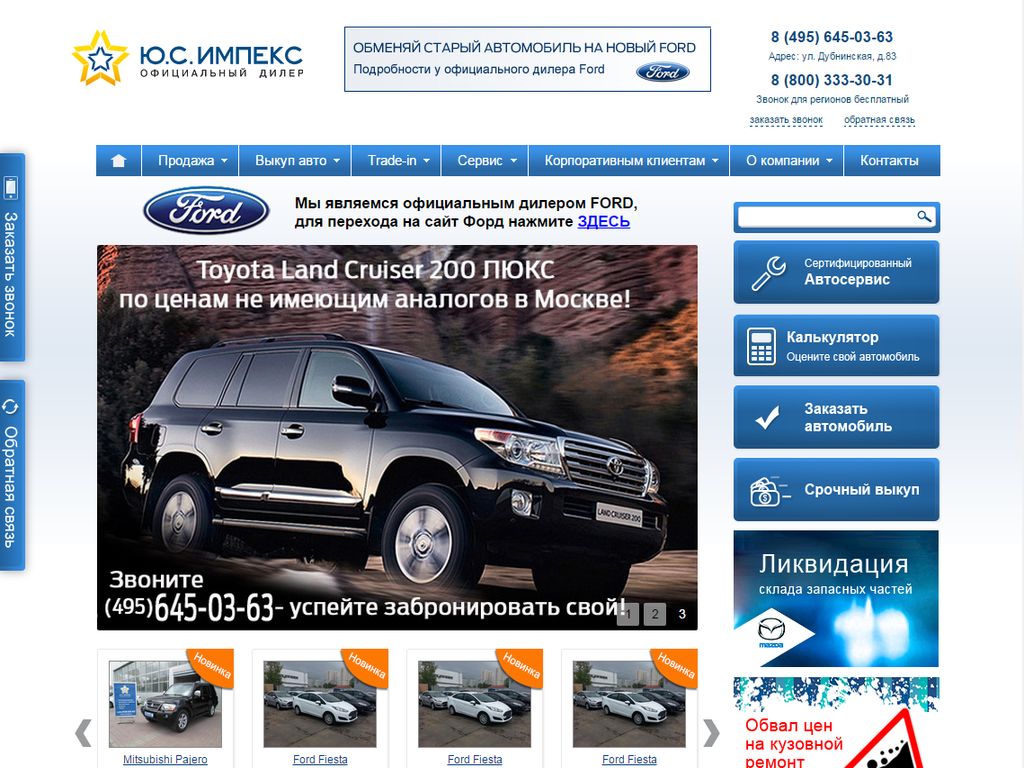 Ю.С.ИМПЕКС
ОФИЦИАЛЬНЫЙ ДИЛЕР
ОБМЕНЯЙ СТАРЫЙ АВТОМОБИЛЬ НА НОВЫЙ FORD
Подробности у официального дилера Ford
Ford
8 (495) 645-03-63
Адрес: ул. Дубнинская, д.83
8 (800) 333-30-31
Звонок для регионов бесплатный
заказать звонок обратная связь
Продажа Выкуп авто Trade-in Сервис Корпоративным клиентам О компании Контакты
Заказать звонок
Обратная связь
Ford
Мы являемся официальным дилером FORD,
для перехода на сайт Форд нажмите ЗДЕСЬ
Toyota Land Cruiser 200 ЛЮКС
по ценам не имеющим аналогов в Москве!
LAND CRUISER 200
Звоните
(495)645-03-63- успейте забронировать свой!
1 2 3
Сертифицированный
Автосервис
Калькулятор
Оцените свой автомобиль
Заказать
автомобиль
Срочный выкуп
Ликвидация
склада запасных частей
mazda
Обвал цен
на кузовной
ремонт
Новинка Новинка Новинка Новинка
Mitsubishi Pajero Ford Fiesta Ford Fiesta Ford Fiesta